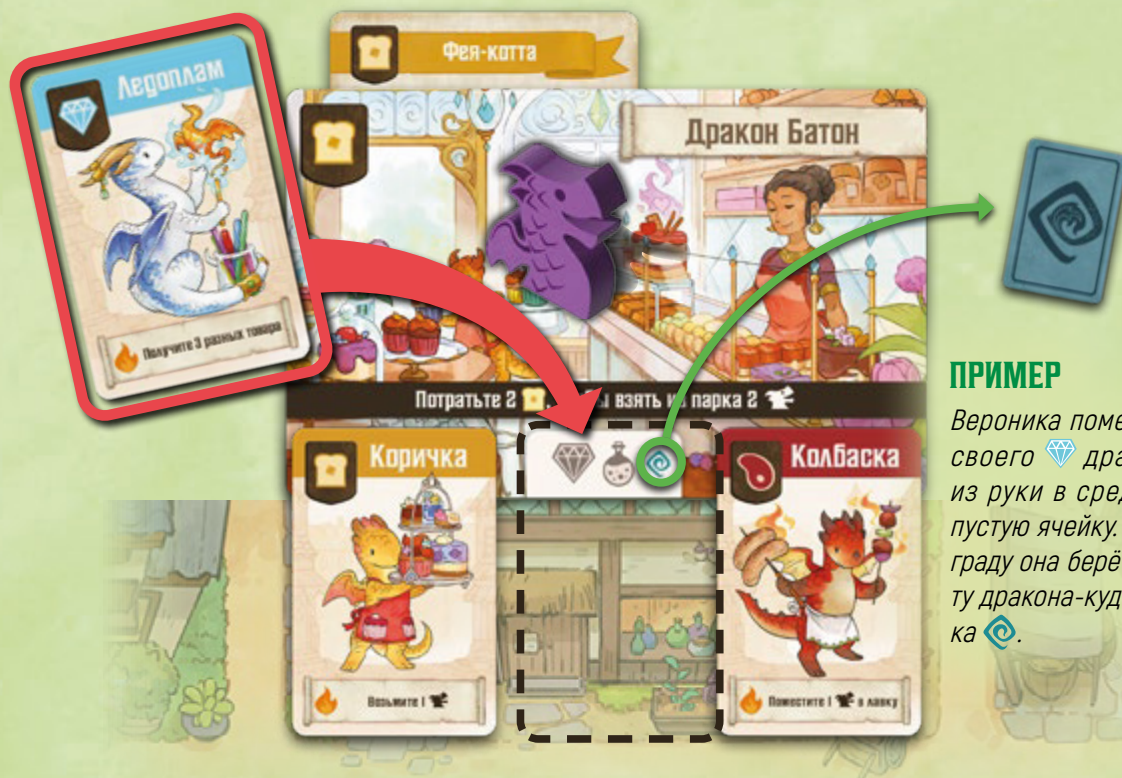 Ледоплам
Получите 3 разных товара
Фея-котта
Дракон Батон
Потратьте 2 парка 2
взять
Коричка
Возьмите 1
Колбаска
Поместите 1 в лавку
ПРИМЕР
Вероника поме
своего дра
из руки в сред
пустую ячейку.
граду она берё
ту дракона-куд
ка .